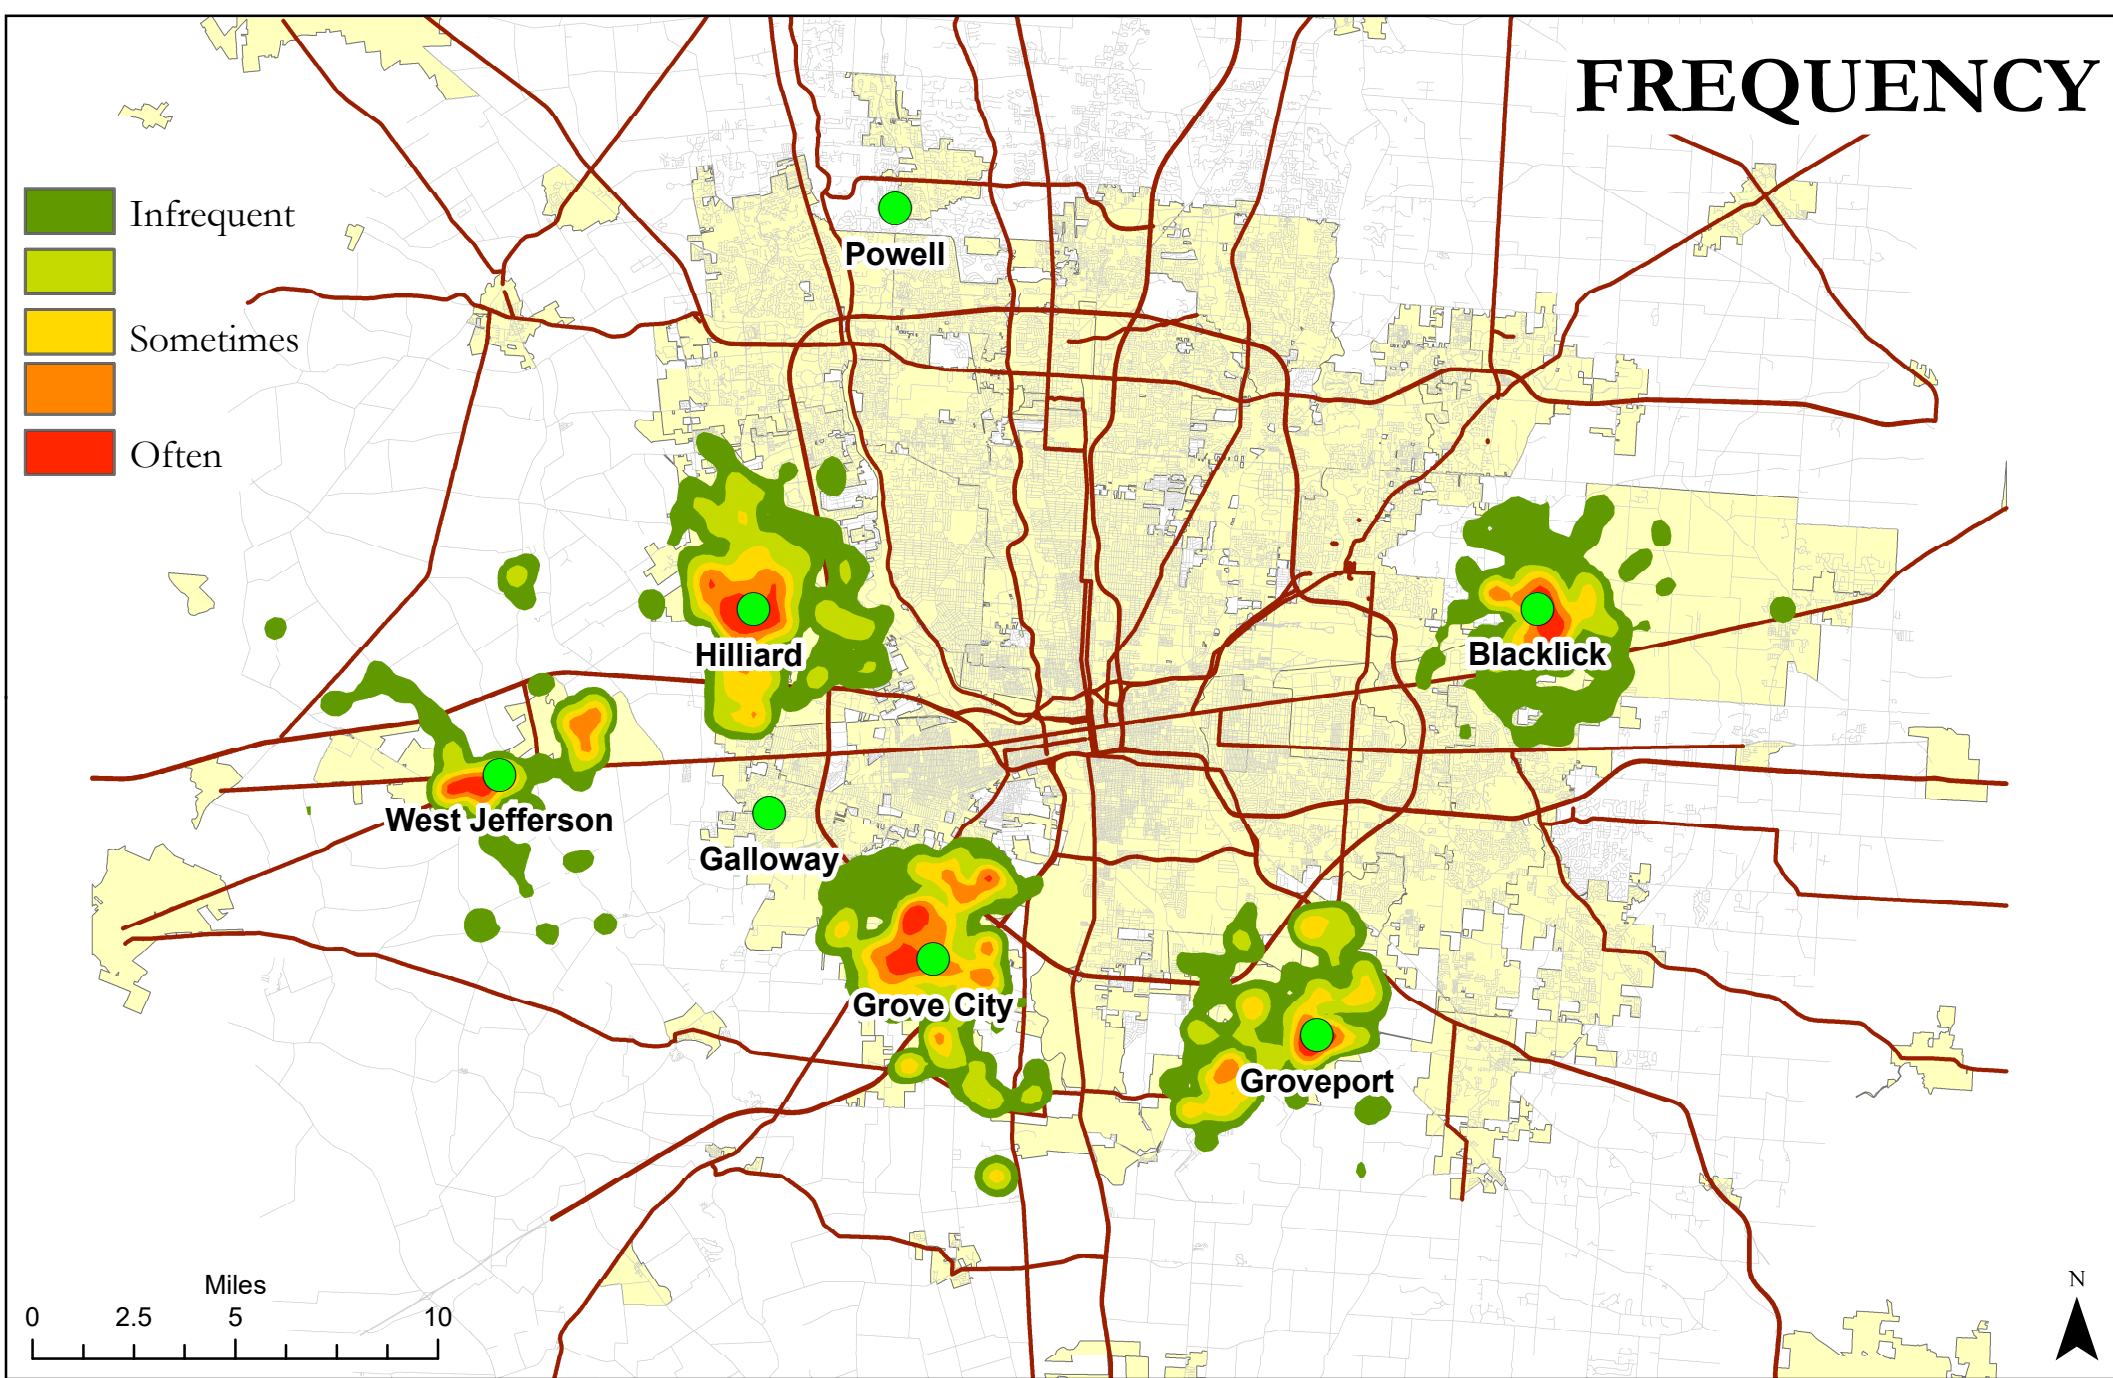 FREQUENCY
Infrequent
Sometimes
Often
Powell
Hilliard
Blacklick
West Jefferson
Galloway
Grove City
Groveport
Miles
0 2.5 5 10
N